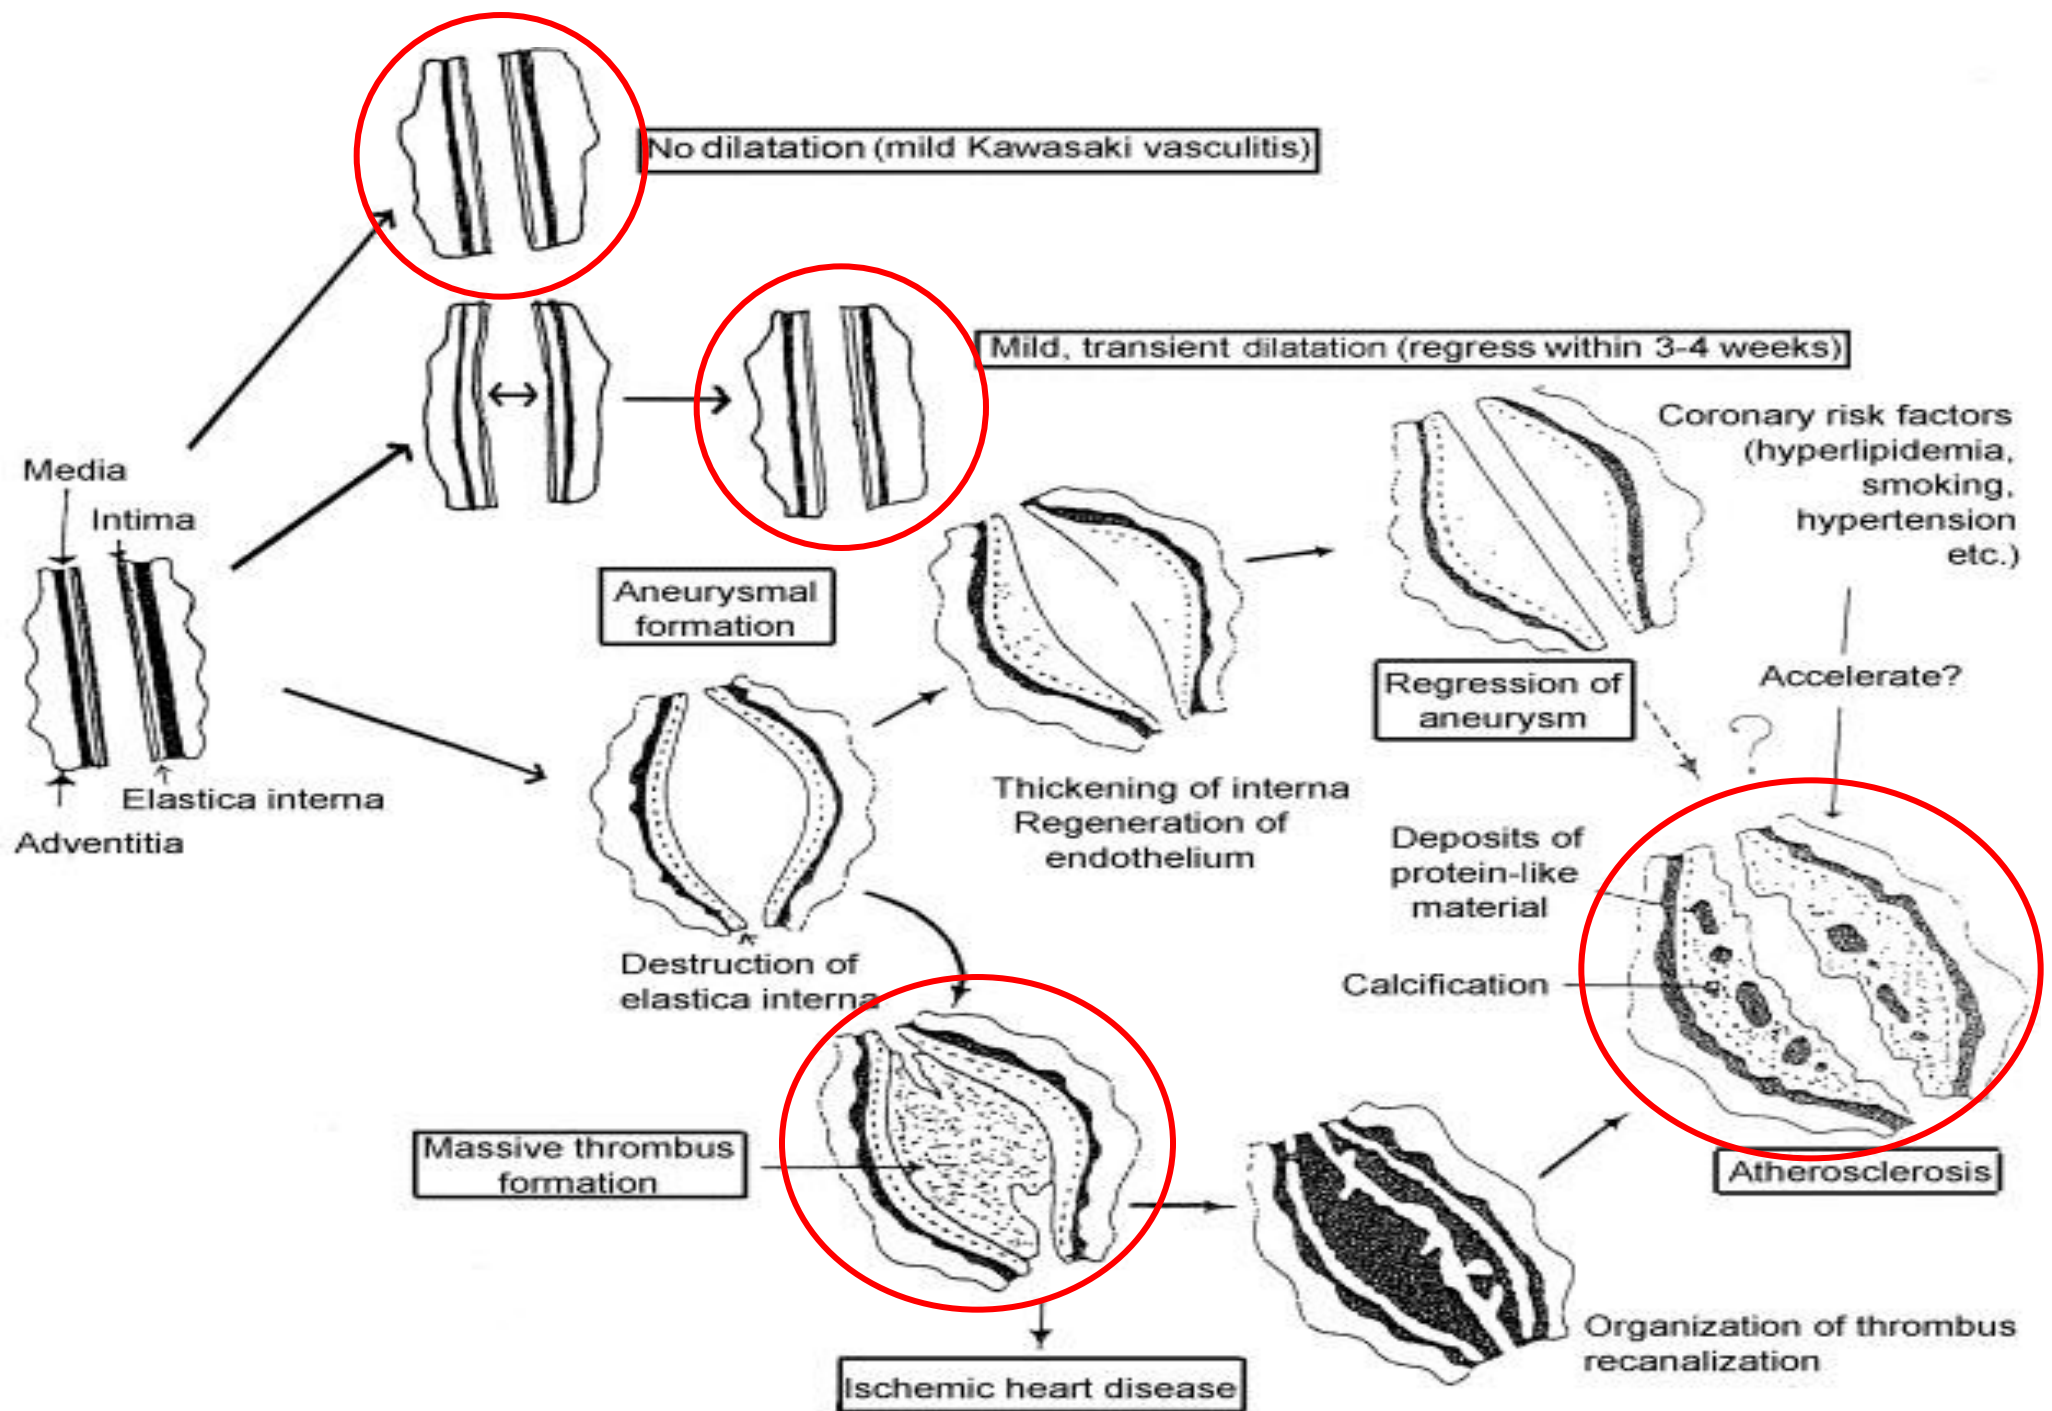 No dilatation (mild Kawasaki vasculitis)
Mild, transient dilatation (regress within 3-4 weeks)
Coronary risk factors
(hyperlipidemia,
smoking,
hypertension
etc.)
Media
Intima
Elastica interna
Adventitia
Aneurysmal
formation
Thickening of interna
Regeneration of
endothelium
Regression of
aneurysm
Accelerate?
?
Destruction of
elastica interna
Deposits of
protein-like
material
Calcification
Massive thrombus
formation
Atherosclerosis
Organization of thrombus
recanalization
Ischemic heart disease